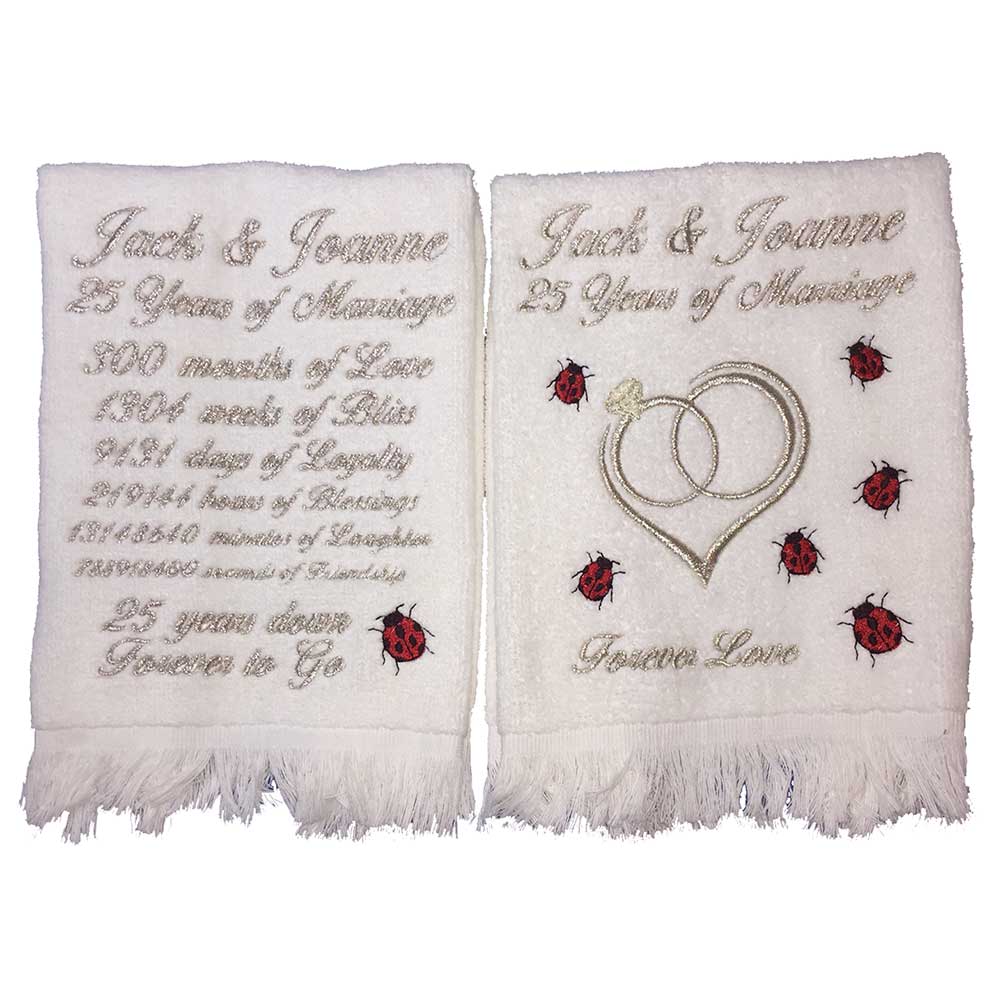 Jack & Joanne
25 Years of Marriage
300 months of Love
1304 weeks of Bliss
9131 days of Loyalty
219144 hours of Blessings
13148640 minutes of Laughter
788918400 seconds of Friendship
25 years down
Forever to Go
Jack & Joanne
25 Years of Marriage
Forever Love